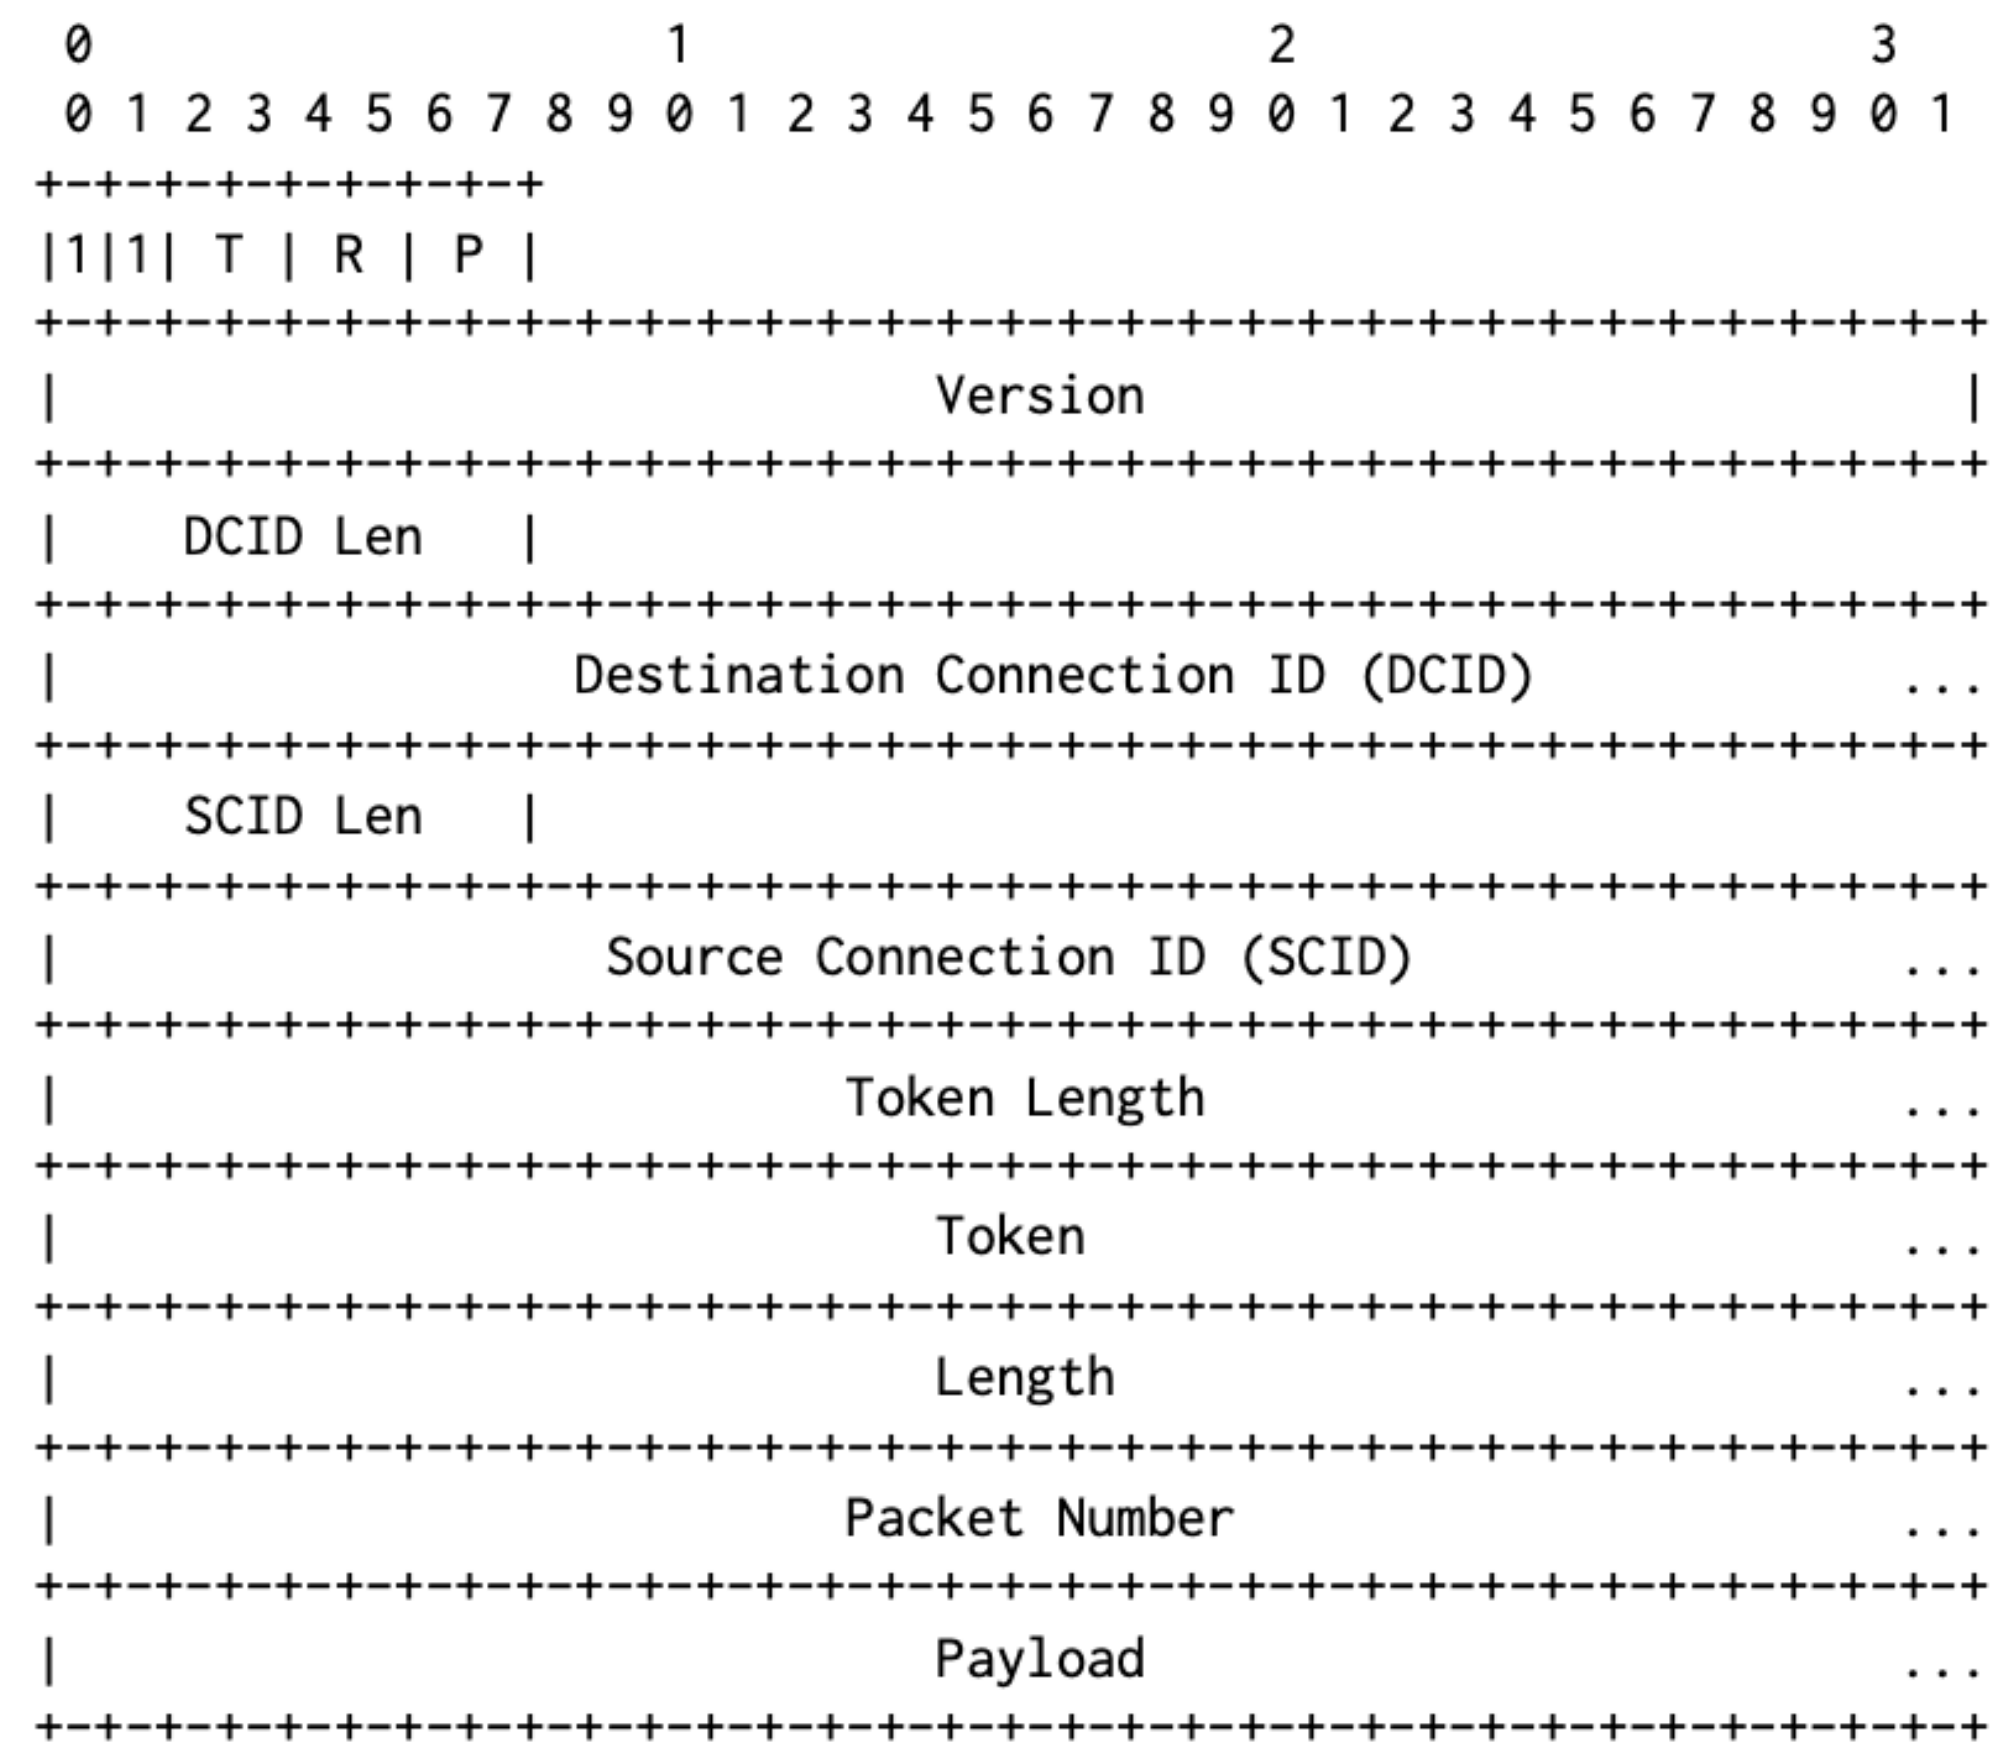 0                   1                   2                   3
 0 1 2 3 4 5 6 7 8 9 0 1 2 3 4 5 6 7 8 9 0 1 2 3 4 5 6 7 8 9 0 1
+-+-+-+-+-+-+-+-+
|1|1| T | R | P |
+-+-+-+-+-+-+-+-+-+-+-+-+-+-+-+-+-+-+-+-+-+-+-+-+-+-+-+-+-+-+-+-+
|                             Version                           |
+-+-+-+-+-+-+-+-+-+-+-+-+-+-+-+-+-+-+-+-+-+-+-+-+-+-+-+-+-+-+-+-+
|    DCID Len   |
+-+-+-+-+-+-+-+-+-+-+-+-+-+-+-+-+-+-+-+-+-+-+-+-+-+-+-+-+-+-+-+-+
|                 Destination Connection ID (DCID)            ...
+-+-+-+-+-+-+-+-+-+-+-+-+-+-+-+-+-+-+-+-+-+-+-+-+-+-+-+-+-+-+-+-+
|    SCID Len   |
+-+-+-+-+-+-+-+-+-+-+-+-+-+-+-+-+-+-+-+-+-+-+-+-+-+-+-+-+-+-+-+-+
|                  Source Connection ID (SCID)                ...
+-+-+-+-+-+-+-+-+-+-+-+-+-+-+-+-+-+-+-+-+-+-+-+-+-+-+-+-+-+-+-+-+
|                          Token Length                       ...
+-+-+-+-+-+-+-+-+-+-+-+-+-+-+-+-+-+-+-+-+-+-+-+-+-+-+-+-+-+-+-+-+
|                             Token                           ...
+-+-+-+-+-+-+-+-+-+-+-+-+-+-+-+-+-+-+-+-+-+-+-+-+-+-+-+-+-+-+-+-+
|                             Length                          ...
+-+-+-+-+-+-+-+-+-+-+-+-+-+-+-+-+-+-+-+-+-+-+-+-+-+-+-+-+-+-+-+-+
|                          Packet Number                      ...
+-+-+-+-+-+-+-+-+-+-+-+-+-+-+-+-+-+-+-+-+-+-+-+-+-+-+-+-+-+-+-+-+
|                             Payload                         ...
+-+-+-+-+-+-+-+-+-+-+-+-+-+-+-+-+-+-+-+-+-+-+-+-+-+-+-+-+-+-+-+-+